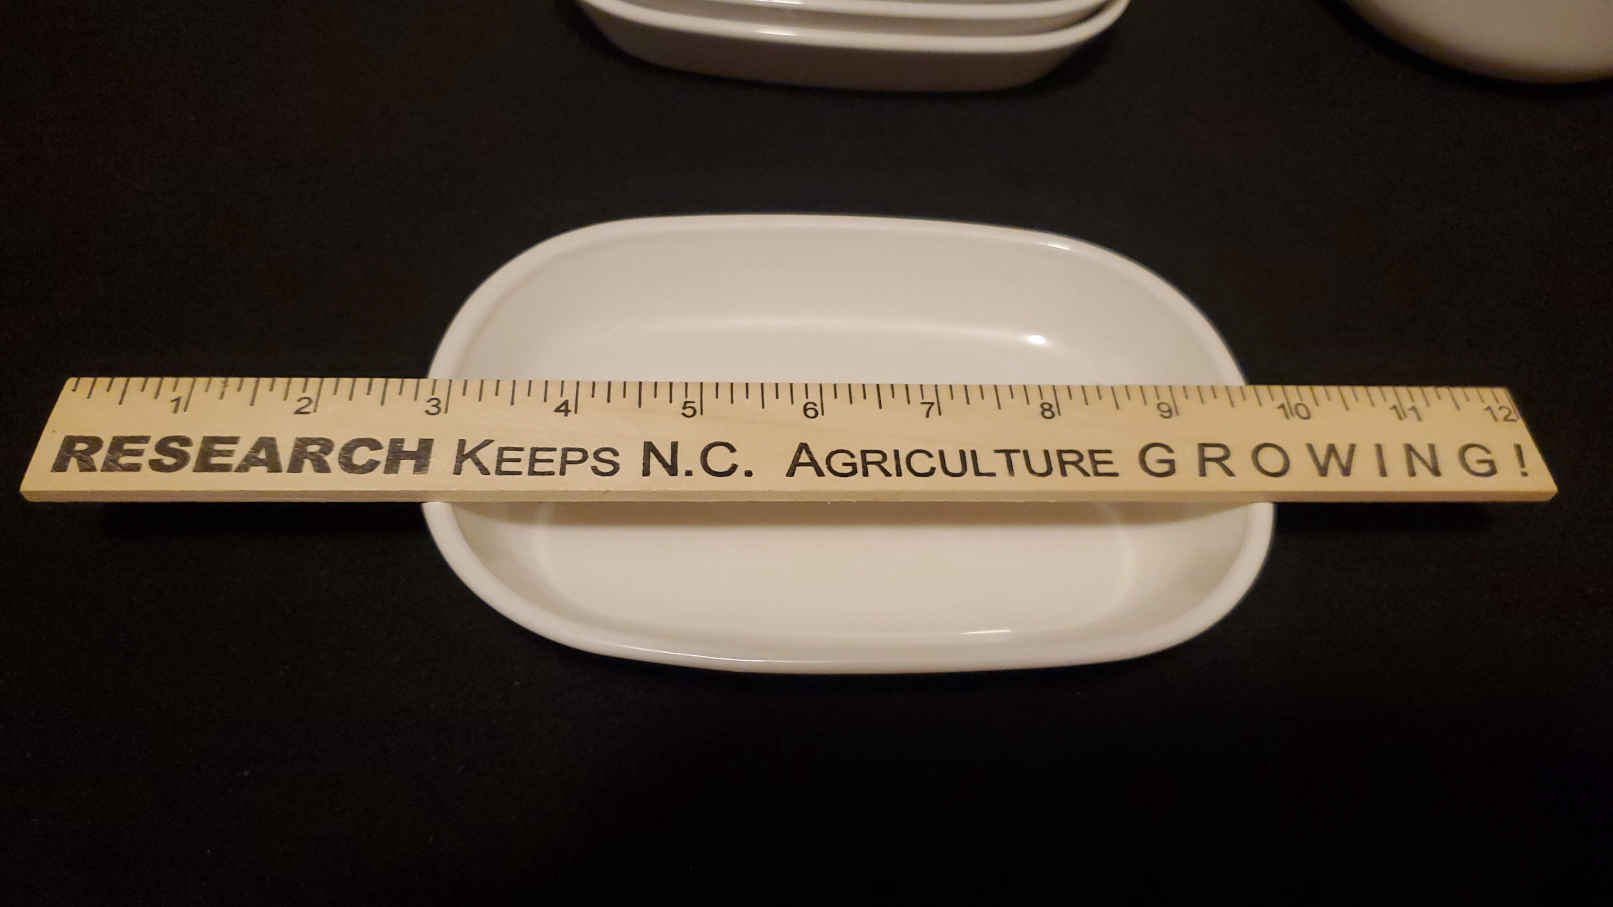 1 2 3 4 5 6 7 8 9 10 11 12
RESEARCH KEEPS N.C. AGRICULTURE GROWING!